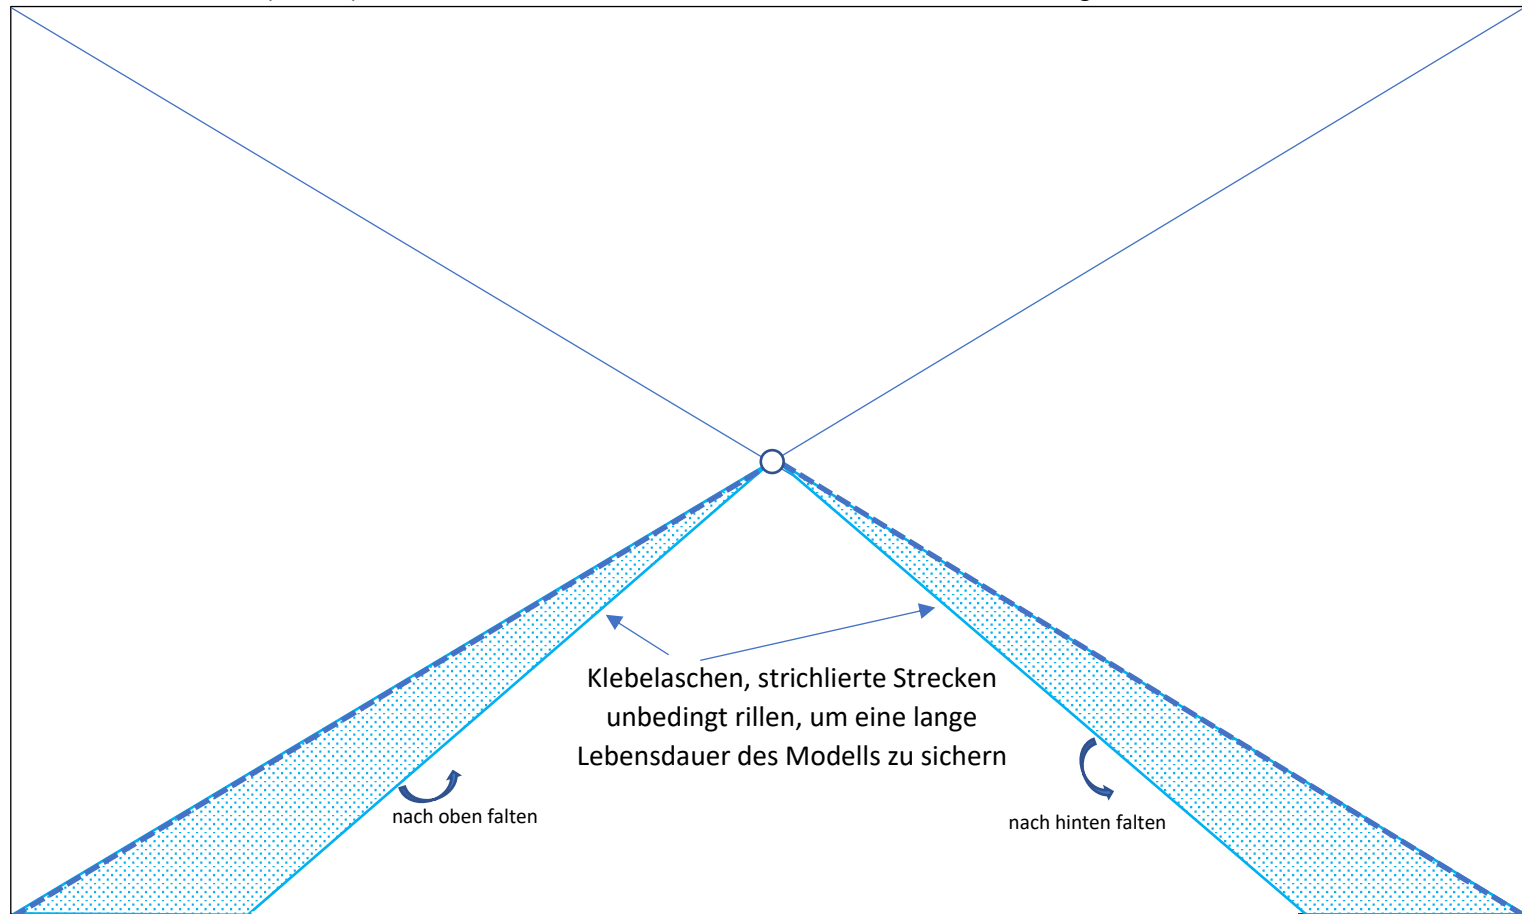 Klebelaschen, strichlierte Strecken
unbedingt rillen, um eine lange
Lebensdauer des Modells zu sichern
nach oben falten
nach hinten falten